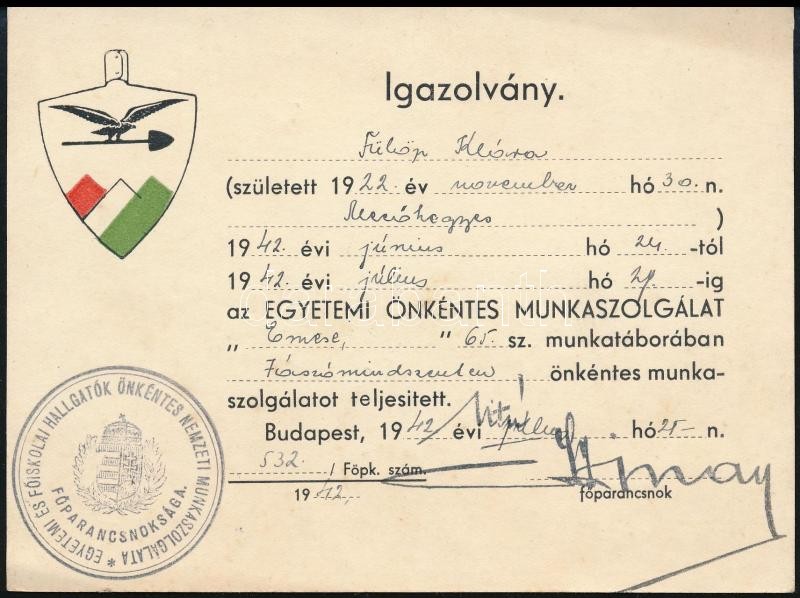 Igazolvány.
Fülöp Klára
(született 1922. év november hó 30. n.
Mezőhegyes )
1942. évi június hó 24. -tól
1942. évi július hó 29. -ig
az EGYETEMI ÖNKÉNTES MUNKASZOLGÁLAT
„ Emese, " 65. sz. munkatáborában
önkéntes munka-
szolgálatot teljesitett.
Budapest, 1942 évi július hó 25- n.
532 / Főpk. szám.
1942.
főparancsnok
EGYETEMI ÉS FŐISKOLAI HALLGATÓK ÖNKÉNTES NEMZETI MUNKASZOLGÁLATA *
FŐPARANCSNOKSÁGA.